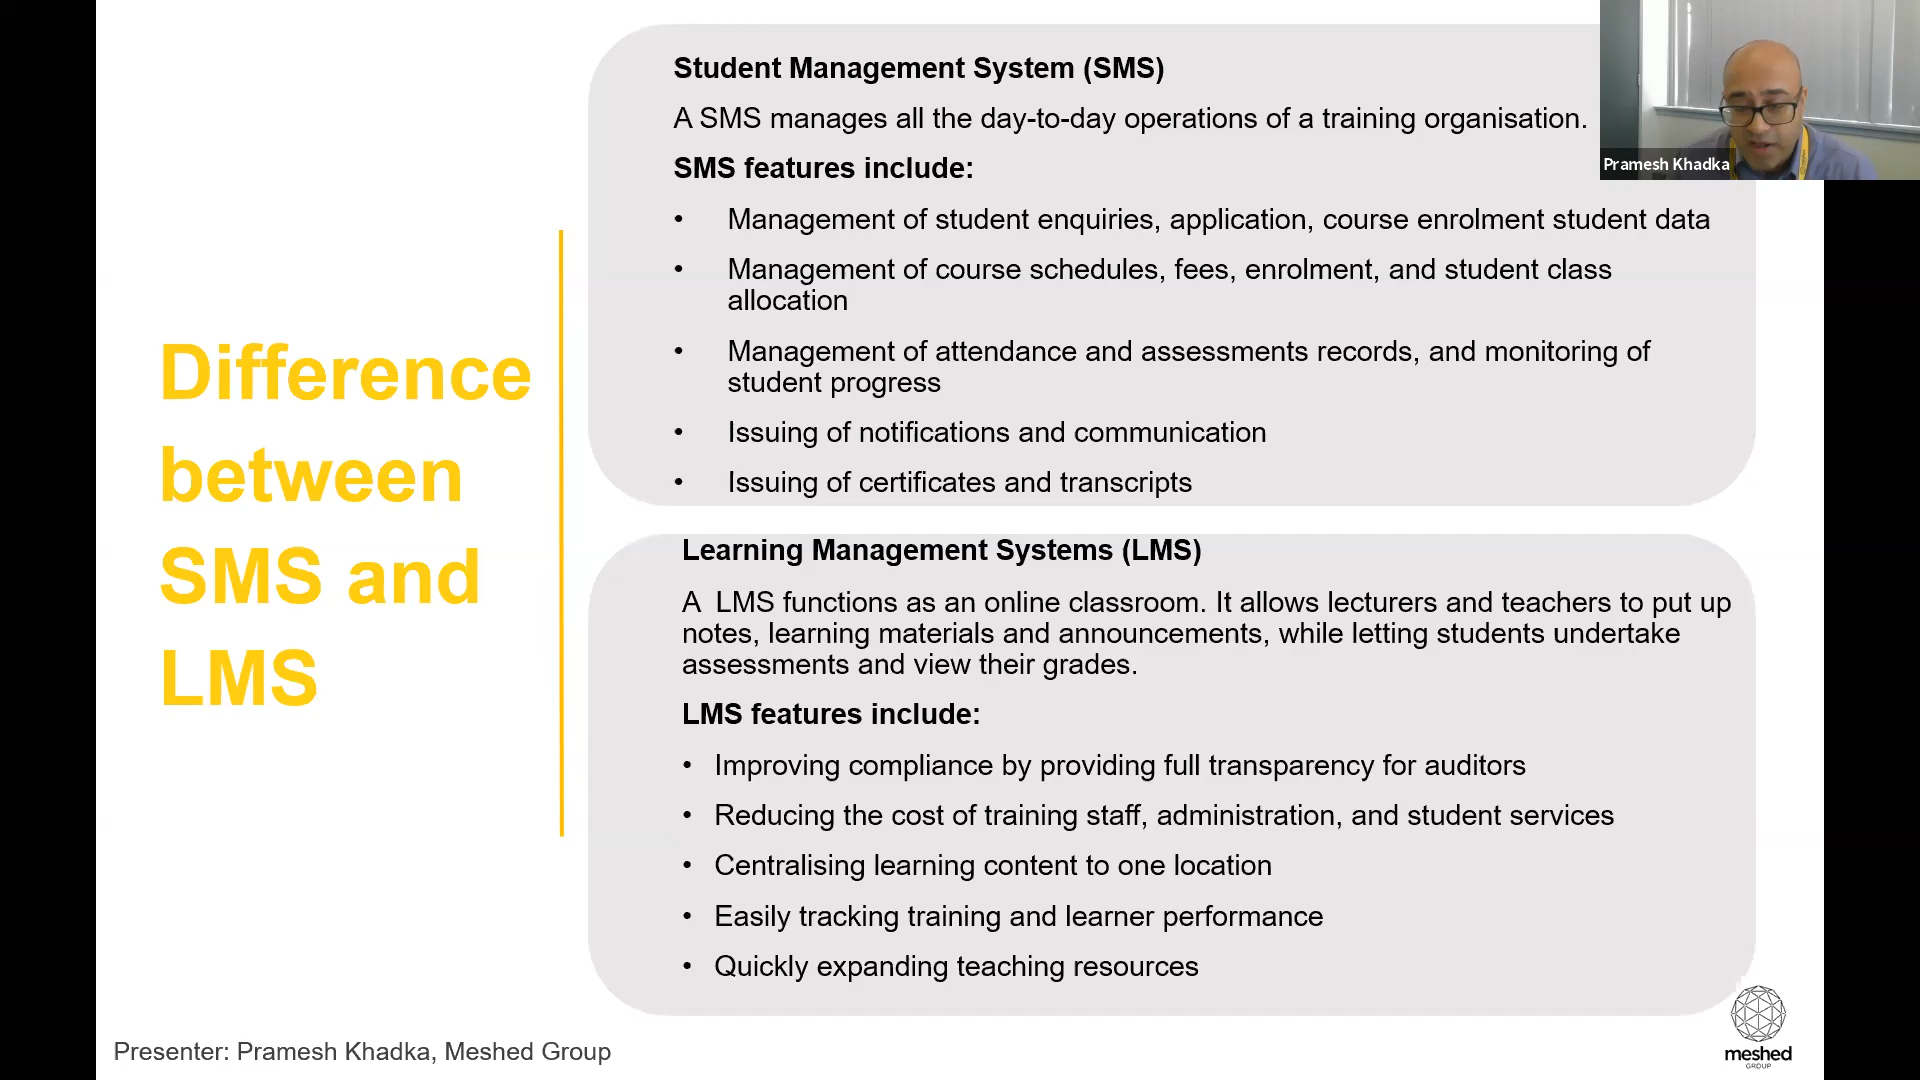 Difference
between
SMS and
LMS
Student Management System (SMS)
A SMS manages all the day-to-day operations of a training organisation.
SMS features include:
• Management of student enquiries, application, course enrolment student data
• Management of course schedules, fees, enrolment, and student class
allocation
• Management of attendance and assessments records, and monitoring of
student progress
• Issuing of notifications and communication
• Issuing of certificates and transcripts
Learning Management Systems (LMS)
A  LMS functions as an online classroom. It allows lecturers and teachers to put up
notes, learning materials and announcements, while letting students undertake
assessments and view their grades.
LMS features include:
• Improving compliance by providing full transparency for auditors
• Reducing the cost of training staff, administration, and student services
• Centralising learning content to one location
• Easily tracking training and learner performance
• Quickly expanding teaching resources
Pramesh Khadka
Presenter: Pramesh Khadka, Meshed Group
meshed
GROUP